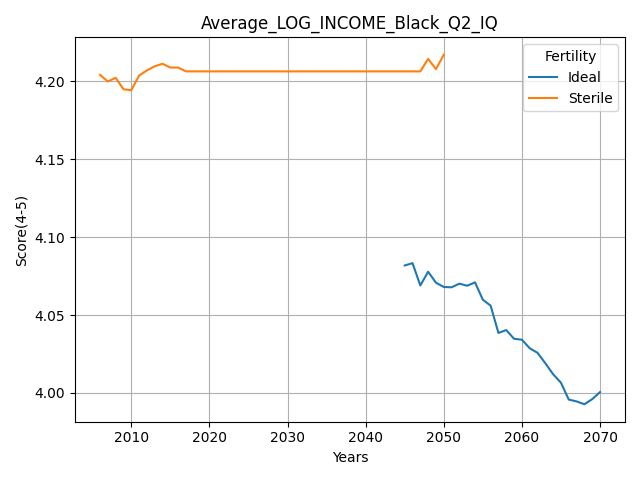 Average_LOG_INCOME_Black_Q2_IQ
Fertility
Ideal
Sterile
Score(4-5)
4.20
4.15
4.10
4.05
4.00
2010 2020 2030 2040 2050 2060 2070
Years